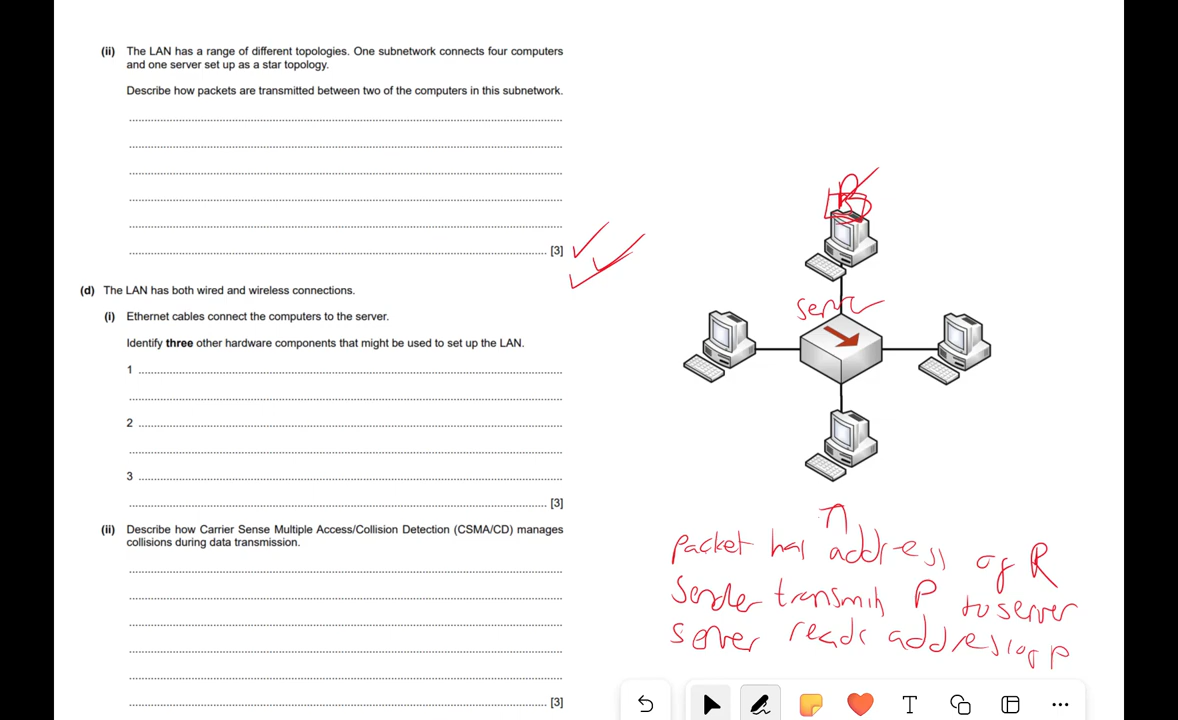 (ii) The LAN has a range of different topologies. One subnetwork connects four computers
and one server set up as a star topology.
Describe how packets are transmitted between two of the computers in this subnetwork.
[3]
(d) The LAN has both wired and wireless connections.
(i) Ethernet cables connect the computers to the server.
Identify three other hardware components that might be used to set up the LAN.
1
2
3
[3]
(ii) Describe how Carrier Sense Multiple Access/Collision Detection (CSMA/CD) manages
collisions during data transmission.
[3]
R
packet has address of R
Sender transmits P to server
server reads address of P
T